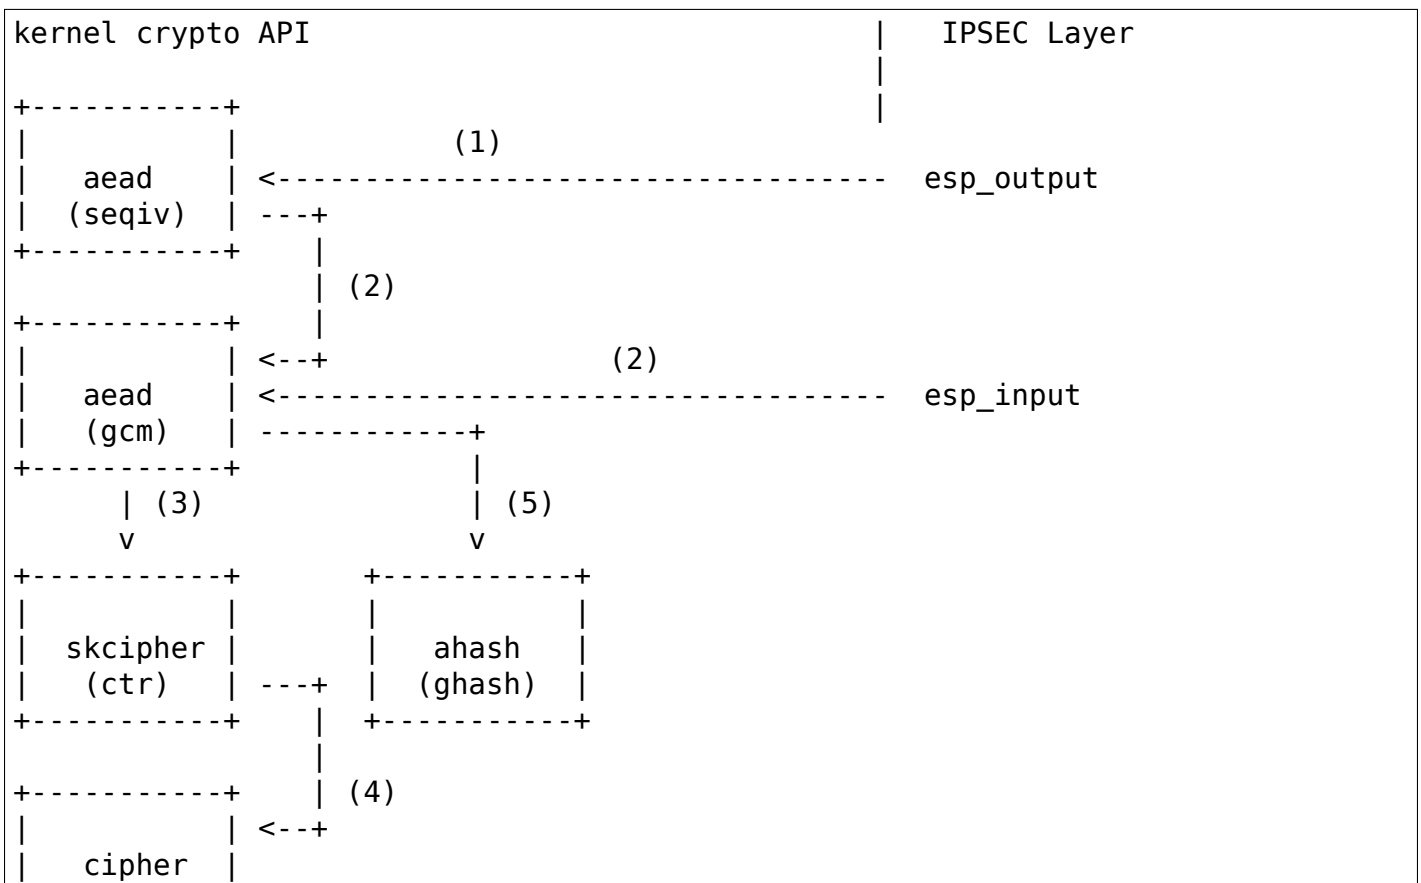 kernel crypto API                                  |   IPSEC Layer
                                                   |
+-----------+                                      |
|           |            (1)
|   aead    | <-----------------------------------  esp_output
|  (seqiv)  | ---+
+-----------+    |
                 | (2)
+-----------+    |
|           | <--+                (2)
|   aead    | <-----------------------------------  esp_input
|   (gcm)   | ------------+
+-----------+             |
      | (3)               | (5)
      v                   v
+-----------+       +-----------+
|           |       |           |
|  skcipher |       |   ahash   |
|   (ctr)   | ---+  |  (ghash)  |
+-----------+    |  +-----------+
                 |
+-----------+    | (4)
|           | <--+
|   cipher  |